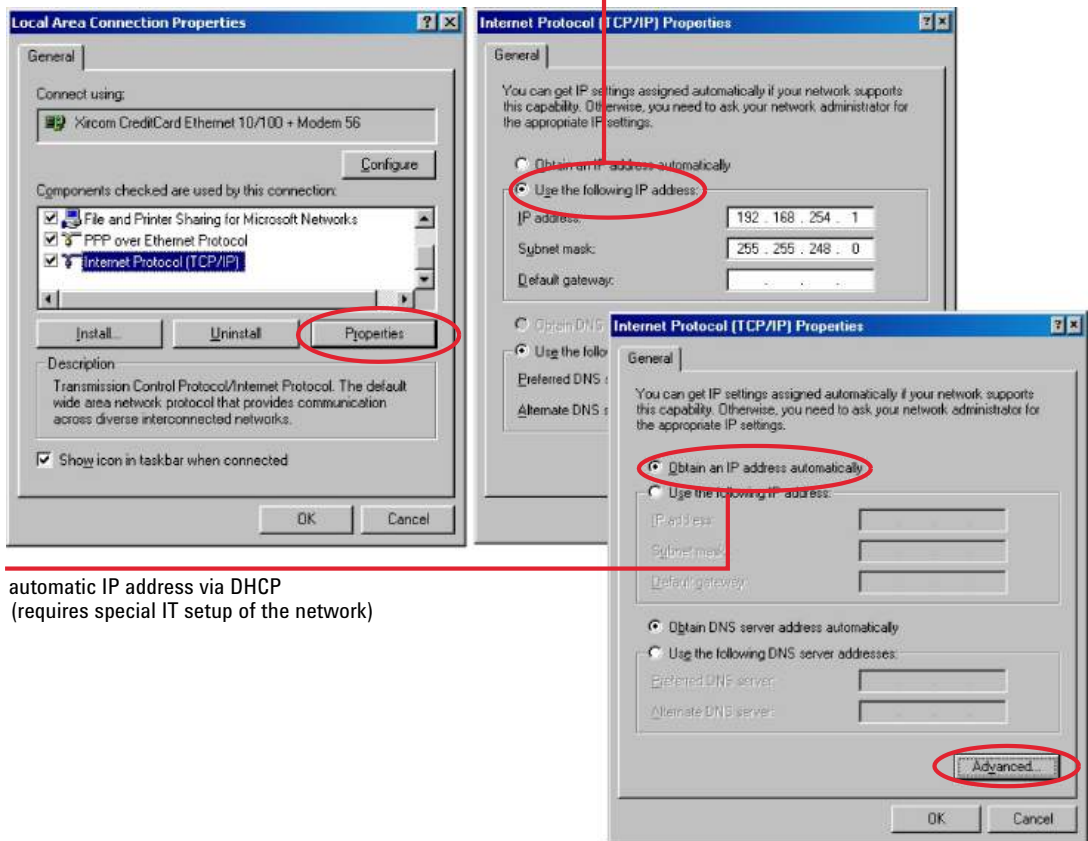 Local Area Connection Properties
General
Connect using:
Xircom CreditCard Ethernet 10/100 + Modem 56
Configure
Components checked are used by this connection:
File and Printer Sharing for Microsoft Networks
PPP over Ethernet Protocol
Internet Protocol (TCP/IP)
Install...
Uninstall
Properties
Description
Transmission Control Protocol/Internet Protocol. The default
wide area network protocol that provides communication
across diverse interconnected networks.
Show icon in taskbar when connected
OK
Cancel
Internet Protocol (TCP/IP) Properties
General
You can get IP settings assigned automatically if your network supports
this capability. Otherwise, you need to ask your network administrator for
the appropriate IP settings.
Obtain an IP address automatically
Use the following IP address:
IP address: 192 . 168 . 254 . 1
Subnet mask: 255 . 255 . 248 . 0
Default gateway: . . .
Obtain DNS
Use the follo
Preferred DNS s
Alternate DNS s
Internet Protocol (TCP/IP) Properties
General
You can get IP settings assigned automatically if your network supports
this capability. Otherwise, you need to ask your network administrator for
the appropriate IP settings.
Obtain an IP address automatically
Use the following IP address:
IP address:
Subnet mask:
Default gateway:
Obtain DNS server address automatically
Use the following DNS server addresses:
Preferred DNS server:
Alternate DNS server:
Advanced...
OK
Cancel
automatic IP address via DHCP
(requires special IT setup of the network)